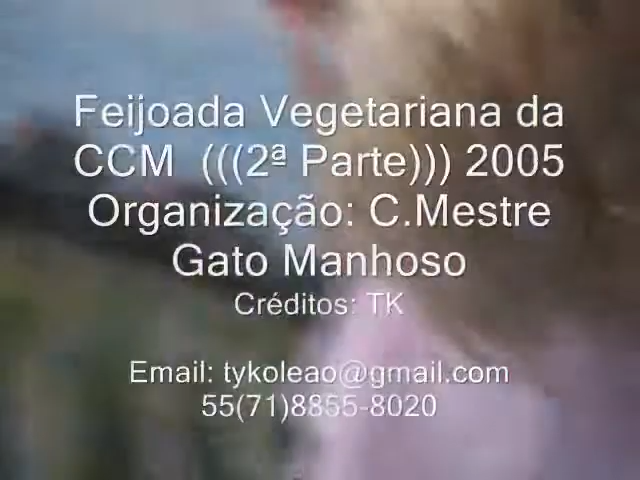 Feijoada Vegetariana da
CCM (((2ª Parte))) 2005
Organização: C.Mestre
Gato Manhoso
Créditos: TK
Email: tykoleao@gmail.com
55(71)8855-8020